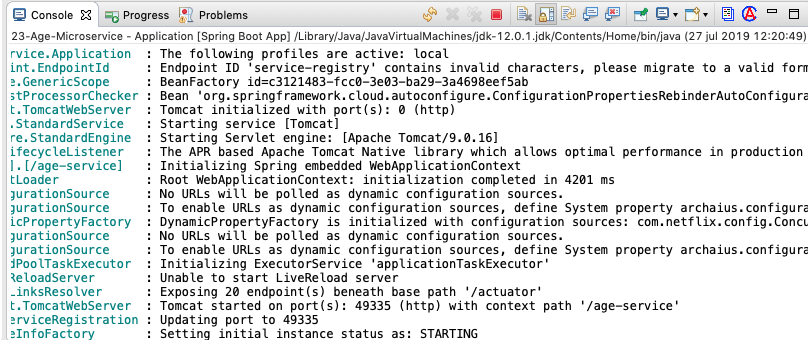 Console Progress Problems
23-Age-Microservice - Application [Spring Boot App] /Library/Java/JavaVirtualMachines/jdk-12.0.1.jdk/Contents/Home/bin/java (27 jul 2019 12:20:49)
rvice.Application : The following profiles are active: local
int.EndpointId : Endpoint ID 'service-registry' contains invalid characters, please migrate to a valid form
e.GenericScope : BeanFactory id=c3121483-fcc0-3e03-ba29-3a4698eef5ab
stProcessorChecker : Bean 'org.springframework.cloud.autoconfigure.ConfigurationPropertiesRebinderAutoConfigura
t.TomcatWebServer : Tomcat initialized with port(s): 0 (http)
.StandardService : Starting service [Tomcat]
re.StandardEngine : Starting Servlet engine: [Apache Tomcat/9.0.16]
ifecycleListener : The APR based Apache Tomcat Native library which allows optimal performance in production
].[/age-service] : Initializing Spring embedded WebApplicationContext
tLoader : Root WebApplicationContext: initialization completed in 4201 ms
gurationSource : No URLs will be polled as dynamic configuration sources.
gurationSource : To enable URLs as dynamic configuration sources, define System property archaius.configura
icPropertyFactory : DynamicPropertyFactory is initialized with configuration sources: com.netflix.config.Concu
gurationSource : No URLs will be polled as dynamic configuration sources.
gurationSource : To enable URLs as dynamic configuration sources, define System property archaius.configura
dPoolTaskExecutor : Initializing ExecutorService 'applicationTaskExecutor'
ReloadServer : Unable to start LiveReload server
LinksResolver : Exposing 20 endpoint(s) beneath base path '/actuator'
t.TomcatWebServer : Tomcat started on port(s): 49335 (http) with context path '/age-service'
erviceRegistration : Updating port to 49335
eInfoFactory : Setting initial instance status as: STARTING